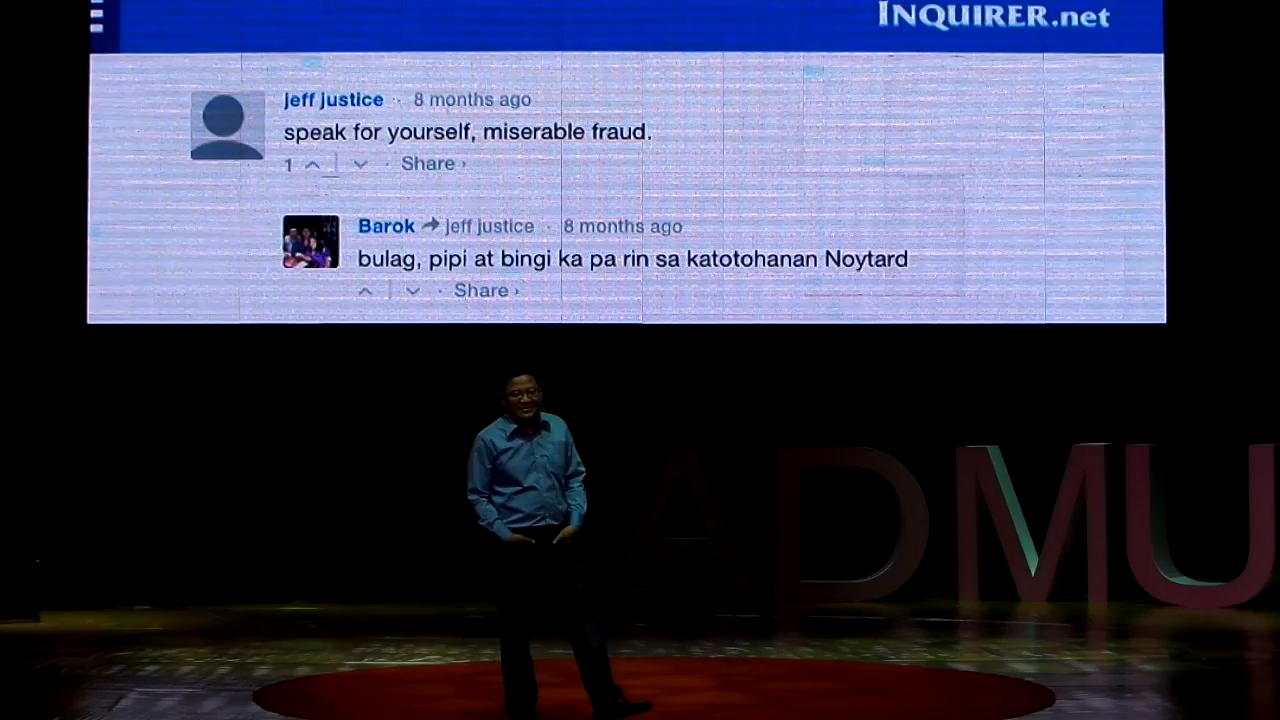 INQUIRER.net
jeff justice · 8 months ago
speak for yourself, miserable fraud.
1 | · Share ›
Barok → jeff justice · 8 months ago
bulag, pipi at bingi ka pa rin sa katotohanan Noytard
| · Share ›
ADMU